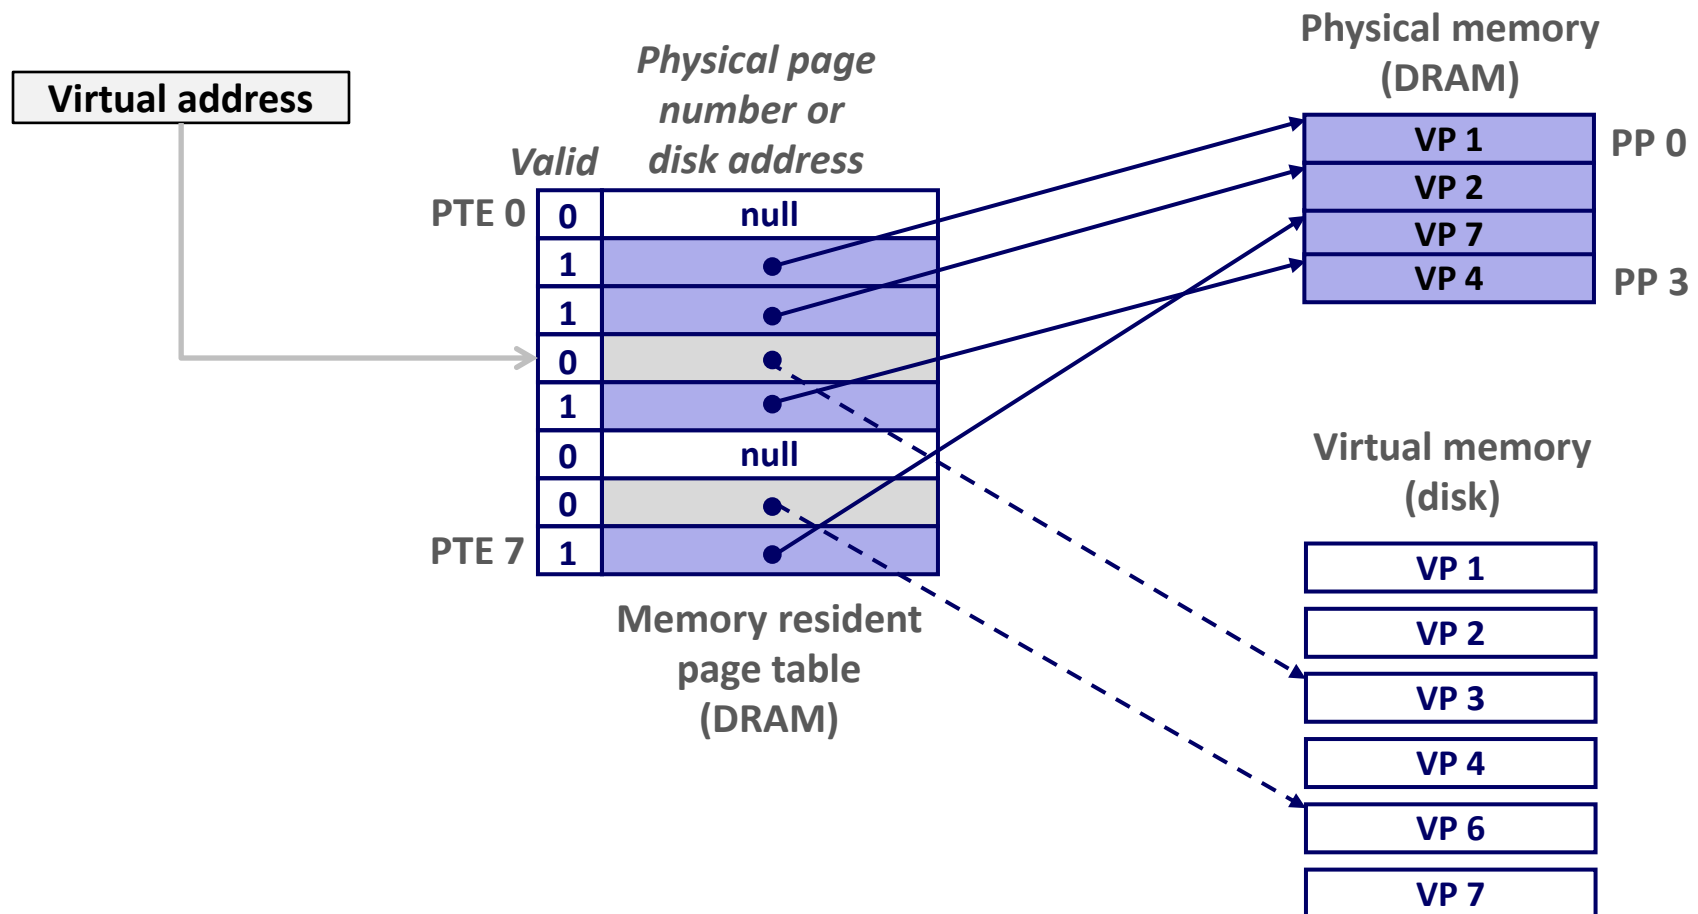 Virtual address
Physical page
number or
disk address
Valid
PTE 0
0
null
1
1
0
1
0
null
0
PTE 7
1
Memory resident
page table
(DRAM)
Physical memory
(DRAM)
VP 1
PP 0
VP 2
VP 7
VP 4
PP 3
Virtual memory
(disk)
VP 1
VP 2
VP 3
VP 4
VP 6
VP 7